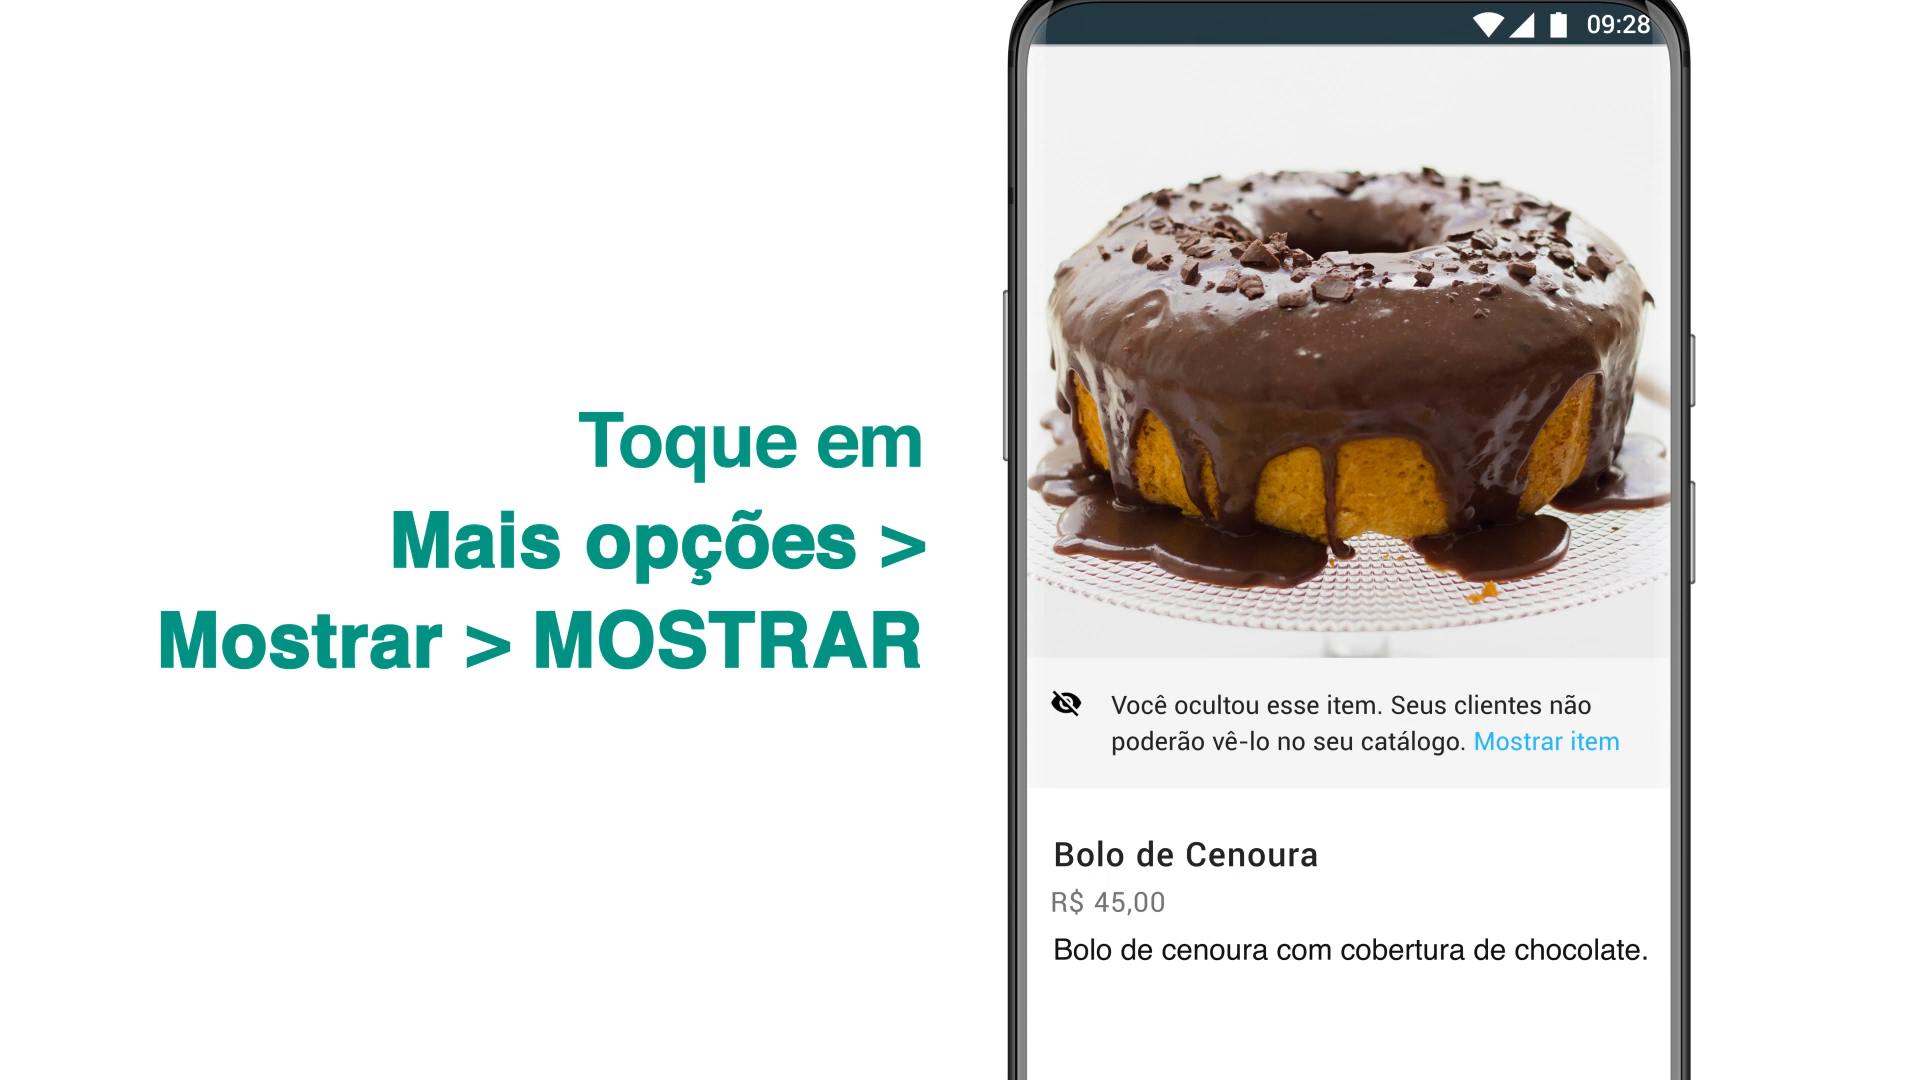 Toque em
Mais opções >
Mostrar > MOSTRAR
09:28
Você ocultou esse item. Seus clientes não
poderão vê-lo no seu catálogo. Mostrar item
Bolo de Cenoura
R$ 45,00
Bolo de cenoura com cobertura de chocolate.